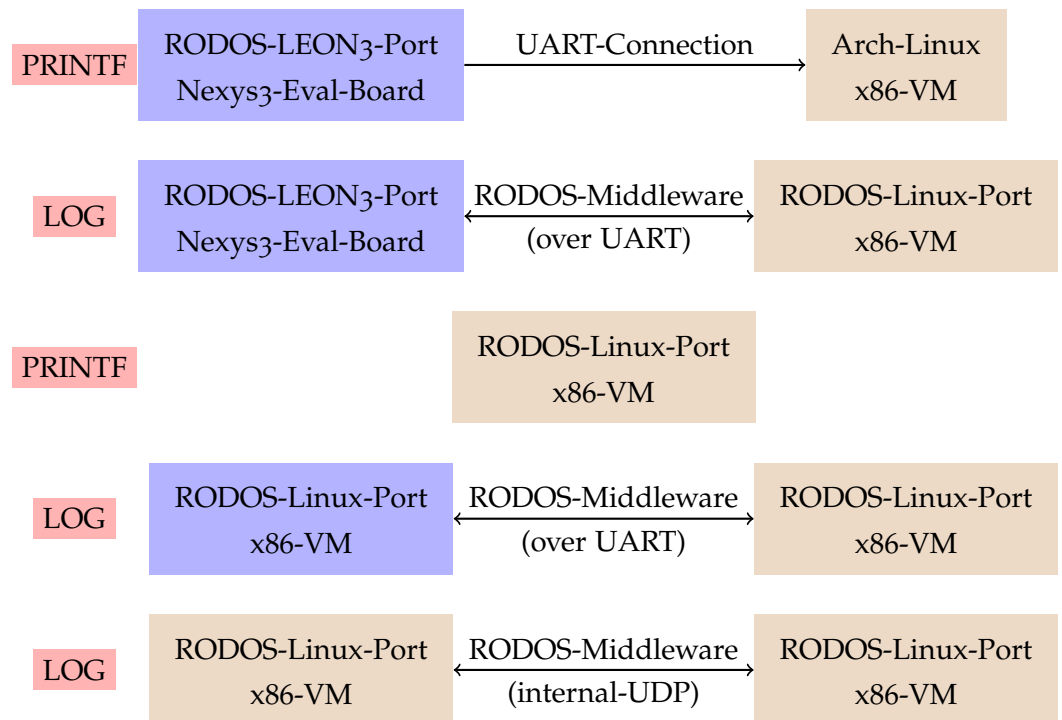 PRINTF
RODOS-LEON3-Port
Nexys3-Eval-Board
UART-Connection
Arch-Linux
x86-VM
LOG
RODOS-LEON3-Port
Nexys3-Eval-Board
RODOS-Middleware
(over UART)
RODOS-Linux-Port
x86-VM
PRINTF
RODOS-Linux-Port
x86-VM
LOG
RODOS-Linux-Port
x86-VM
RODOS-Middleware
(over UART)
RODOS-Linux-Port
x86-VM
LOG
RODOS-Linux-Port
x86-VM
RODOS-Middleware
(internal-UDP)
RODOS-Linux-Port
x86-VM